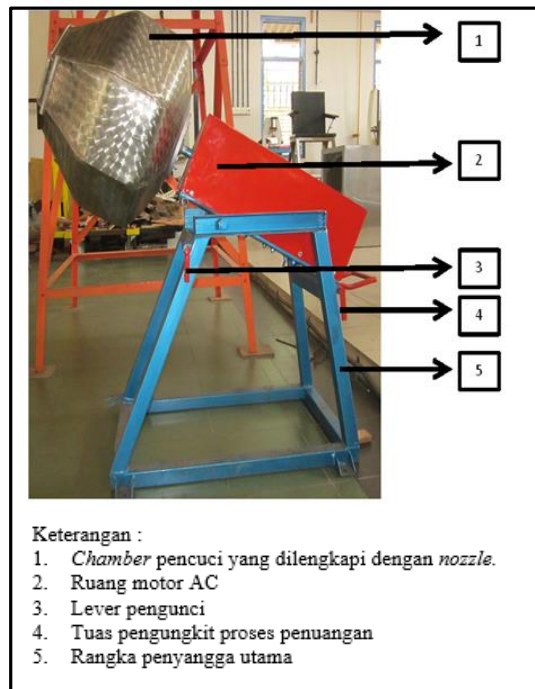 1
2
3
4
5
Keterangan :
1. Chamber pencuci yang dilengkapi dengan nozzle.
2. Ruang motor AC
3. Lever pengunci
4. Tuas pengungkit proses penuangan
5. Rangka penyangga utama